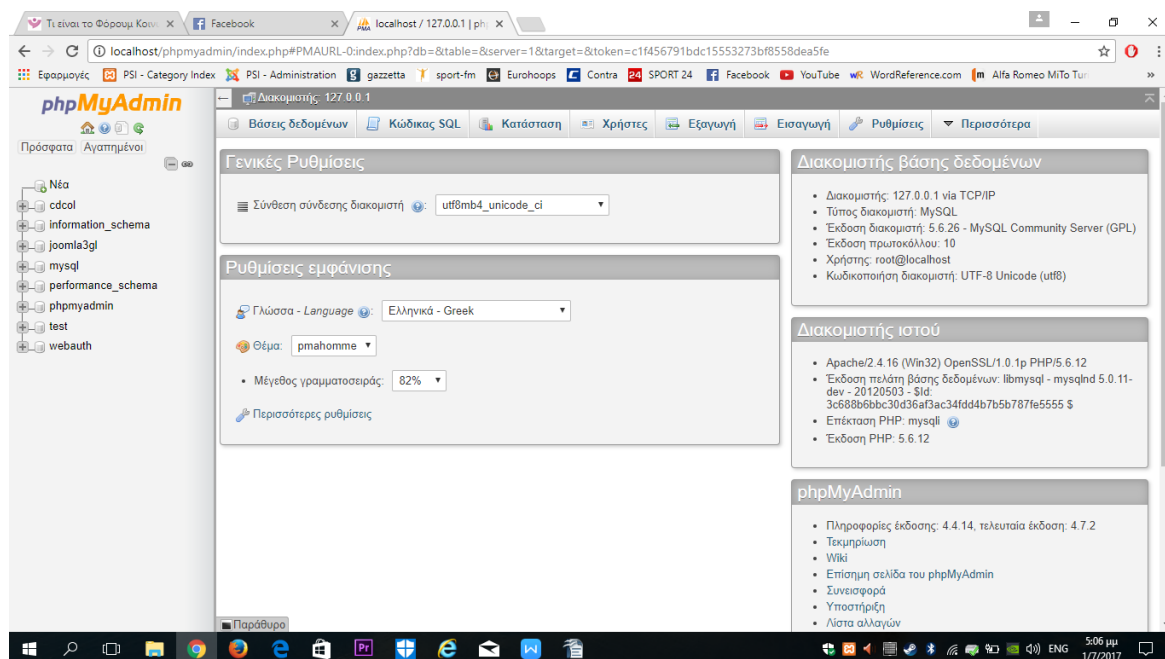 Τι είναι το Φόρουμ Κοινω
Facebook
localhost / 127.0.0.1 | ph
localhost/phpmyadmin/index.php#PMAURL-0:index.php?db=&table=&server=1&target=&token=c1f456791bdc15553273bf8558dea5fe
Εφαρμογές PSI - Category Index PSI - Administration gazzetta sport-fm Eurohoops Contra SPORT 24 Facebook YouTube WordReference.com Alfa Romeo MiTo Tun
phpMyAdmin
Πρόσφατα Αγαπημένοι
Νέα
cdcol
information_schema
joomla3gl
mysql
performance_schema
phpmyadmin
test
webauth
Διακομιστής: 127.0.0.1
Βάσεις δεδομένων Κώδικας SQL Κατάσταση Χρήστες Εξαγωγή Εισαγωγή Ρυθμίσεις Περισσότερα
Γενικές Ρυθμίσεις
Σύνθεση σύνδεσης διακομιστή : utf8mb4_unicode_ci
Ρυθμίσεις εμφάνισης
Γλώσσα - Language : Ελληνικά - Greek
Θέμα: pmahomme
Μέγεθος γραμματοσειράς: 82%
Περισσότερες ρυθμίσεις
Διακομιστής βάσης δεδομένων
Διακομιστής: 127.0.0.1 via TCP/IP
Τύπος διακομιστή: MySQL
Έκδοση διακομιστή: 5.6.26 - MySQL Community Server (GPL)
Έκδοση πρωτοκόλλου: 10
Χρήστης: root@localhost
Κωδικοποίηση διακομιστή: UTF-8 Unicode (utf8)
Διακομιστής ιστού
Apache/2.4.16 (Win32) OpenSSL/1.0.1p PHP/5.6.12
Έκδοση πελάτη βάσης δεδομένων: libmysql - mysqlnd 5.0.11-
dev - 20120503 - $Id:
3c688b6bbc30d36af3ac34fdd4b7b5b787fe5555 $
Επέκταση PHP: mysqli
Έκδοση PHP: 5.6.12
phpMyAdmin
Πληροφορίες έκδοσης: 4.4.14, τελευταία έκδοση: 4.7.2
Τεκμηρίωση
Wiki
Επίσημη σελίδα του phpMyAdmin
Συνεισφορά
Υποστήριξη
Λίστα αλλαγών
Παράθυρο
ENG
5:06 μμ
1/7/2017